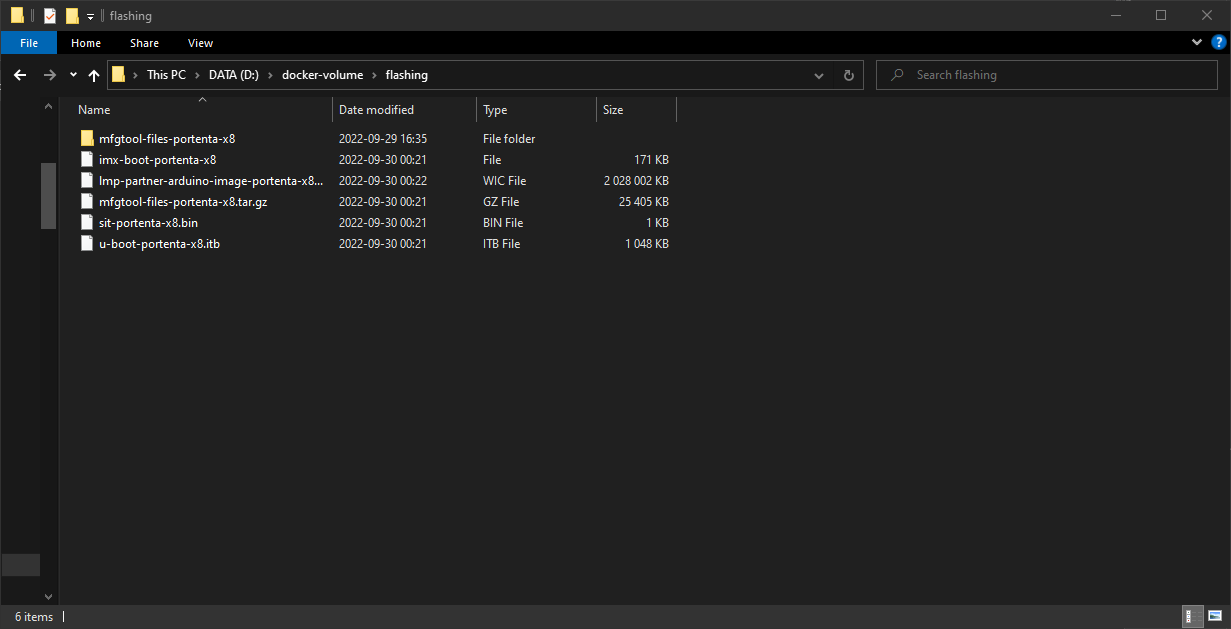 flashing
File Home Share View
This PC › DATA (D:) › docker-volume › flashing
Search flashing
Name Date modified Type Size
mfgtool-files-portenta-x8 2022-09-29 16:35 File folder
imx-boot-portenta-x8 2022-09-30 00:21 File 171 KB
lmp-partner-arduino-image-portenta-x8... 2022-09-30 00:22 WIC File 2 028 002 KB
mfgtool-files-portenta-x8.tar.gz 2022-09-30 00:21 GZ File 25 405 KB
sit-portenta-x8.bin 2022-09-30 00:21 BIN File 1 KB
u-boot-portenta-x8.itb 2022-09-30 00:21 ITB File 1 048 KB
6 items